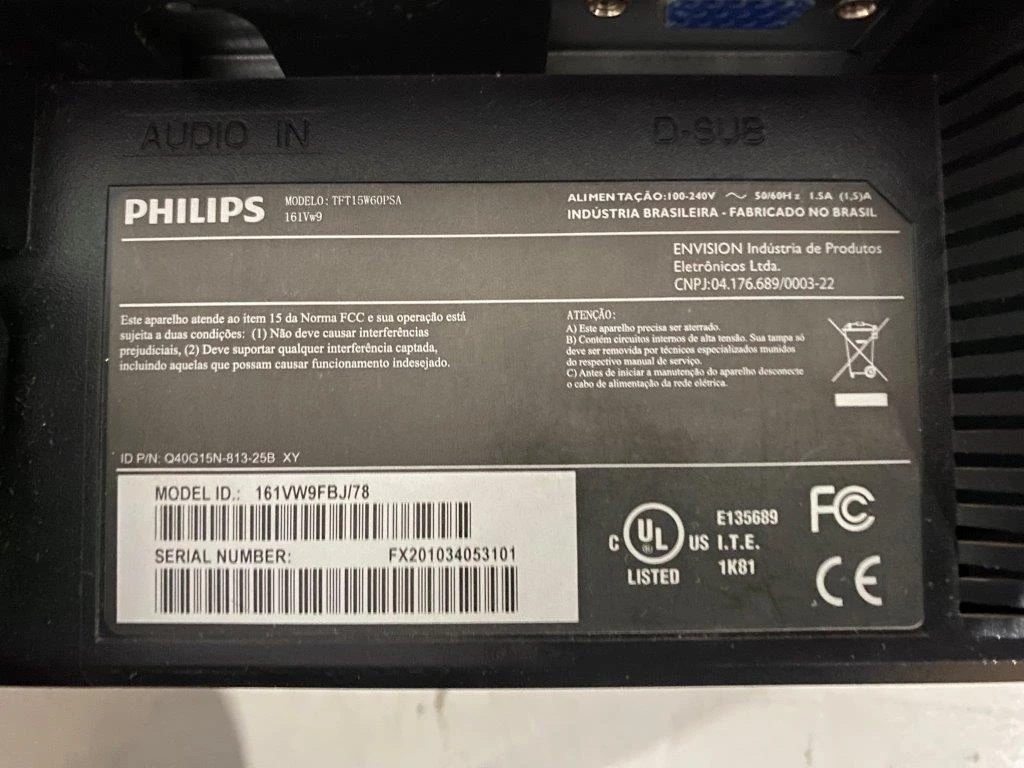 AUDIO IN
D-SUB
PHILIPS
MODELO: TFT15W60PSA
161Vw9
ALIMENTAÇÃO:100-240V ~ 50/60Hz 1.5A (1,5)A
INDÚSTRIA BRASILEIRA - FABRICADO NO BRASIL
ENVISION Indústria de Produtos
Eletrônicos Ltda.
CNPJ:04.176.689/0003-22
Este aparelho atende ao item 15 da Norma FCC e sua operação está
sujeita a duas condições: (1) Não deve causar interferências
prejudiciais, (2) Deve suportar qualquer interferência captada,
incluindo aquelas que possam causar funcionamento indesejado.
ATENÇÃO:
A) Este aparelho precisa ser aterrado.
B) Contém circuitos internos de alta tensão. Sua tampa só
deve ser removida por técnicos especializados munidos
do respectivo manual de serviço.
C) Antes de iniciar a manutenção do aparelho desconecte
o cabo de alimentação da rede elétrica.
ID P/N: Q40G15N-813-25B XY
MODEL ID.: 161VW9FBJ/78
SERIAL NUMBER: FX201034053101
C UL US
LISTED
E135689
I.T.E.
1K81
FC
CE